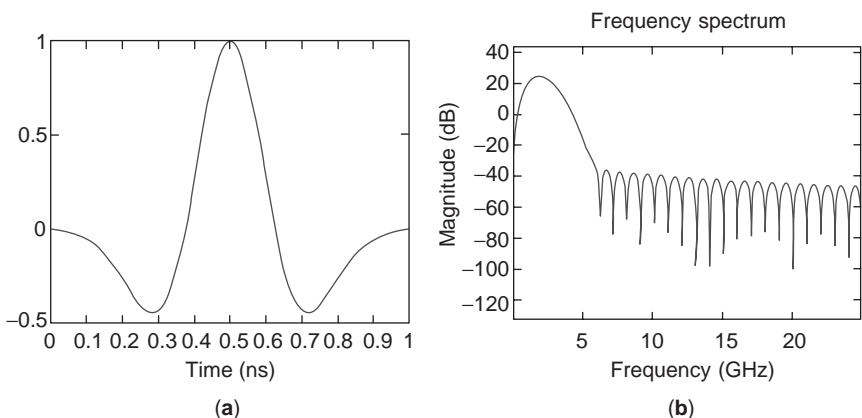 1
0.5
0
−0.5
0 0.1 0.2 0.3 0.4 0.5 0.6 0.7 0.8 0.9 1
Time (ns)
(a)
Frequency spectrum
40
20
0
−20
−40
−60
−80
−100
−120
Magnitude (dB)
5 10 15 20
Frequency (GHz)
(b)